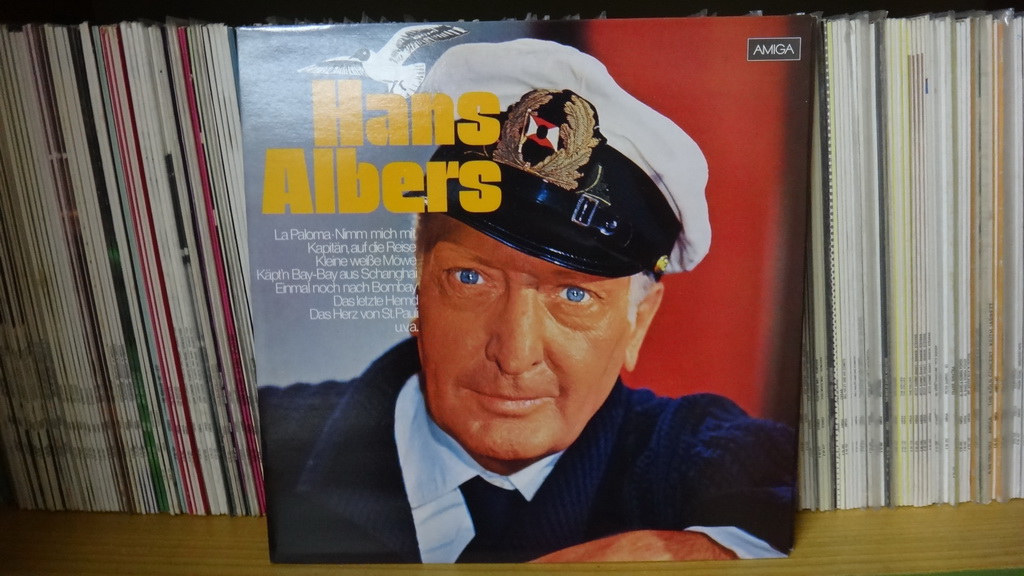 AMIGA
Hans
Albers
La Paloma · Nimm mich mit
Kapitän, auf die Reise
Kleine weiße Möwe
Käpt'n Bay-Bay aus Schanghai
Einmal noch nach Bombay
Das letzte Hemd
Das Herz von St. Pauli
u.v.a.